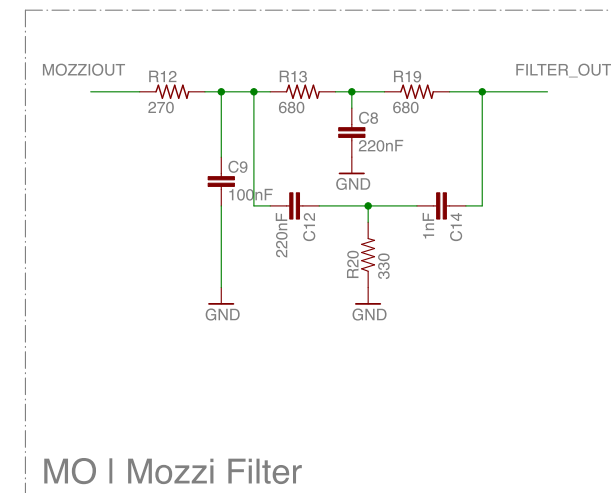 MOZZIOUT
R12
270
R13
680
R19
680
FILTER_OUT
C8
220nF
GND
C9
100nF
220nF
C12
1nF
C14
R20
330
GND
GND
MO | Mozzi Filter